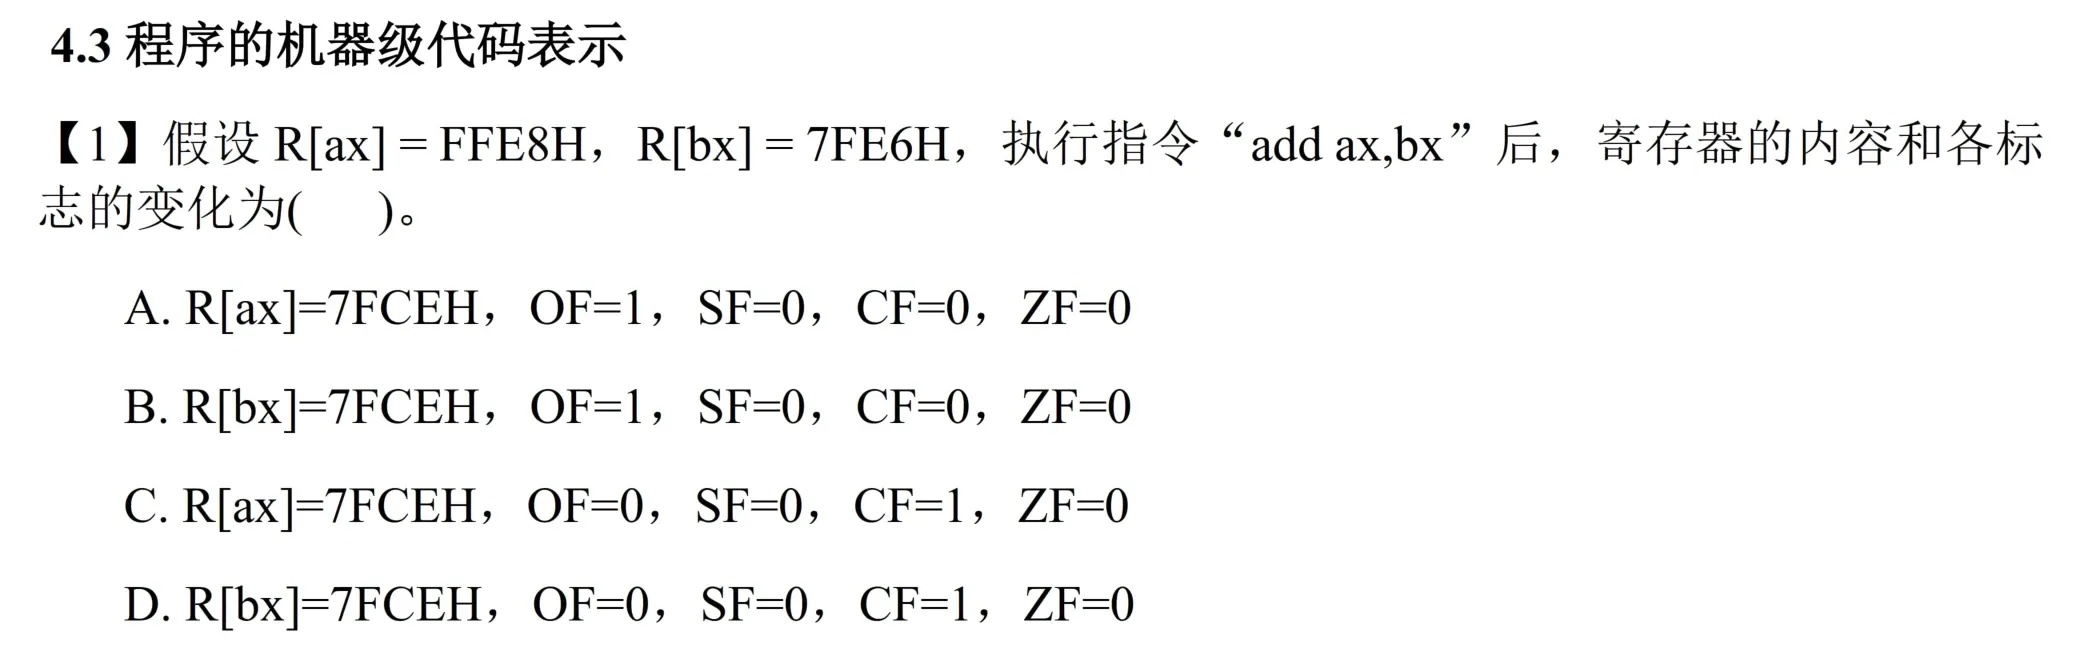 4.3 程序的机器级代码表示
【1】假设 R[ax] = FFE8H，R[bx] = 7FE6H，执行指令“add ax,bx”后，寄存器的内容和各标
志的变化为( )。
A. R[ax]=7FCEH，OF=1，SF=0，CF=0，ZF=0
B. R[bx]=7FCEH，OF=1，SF=0，CF=0，ZF=0
C. R[ax]=7FCEH，OF=0，SF=0，CF=1，ZF=0
D. R[bx]=7FCEH，OF=0，SF=0，CF=1，ZF=0